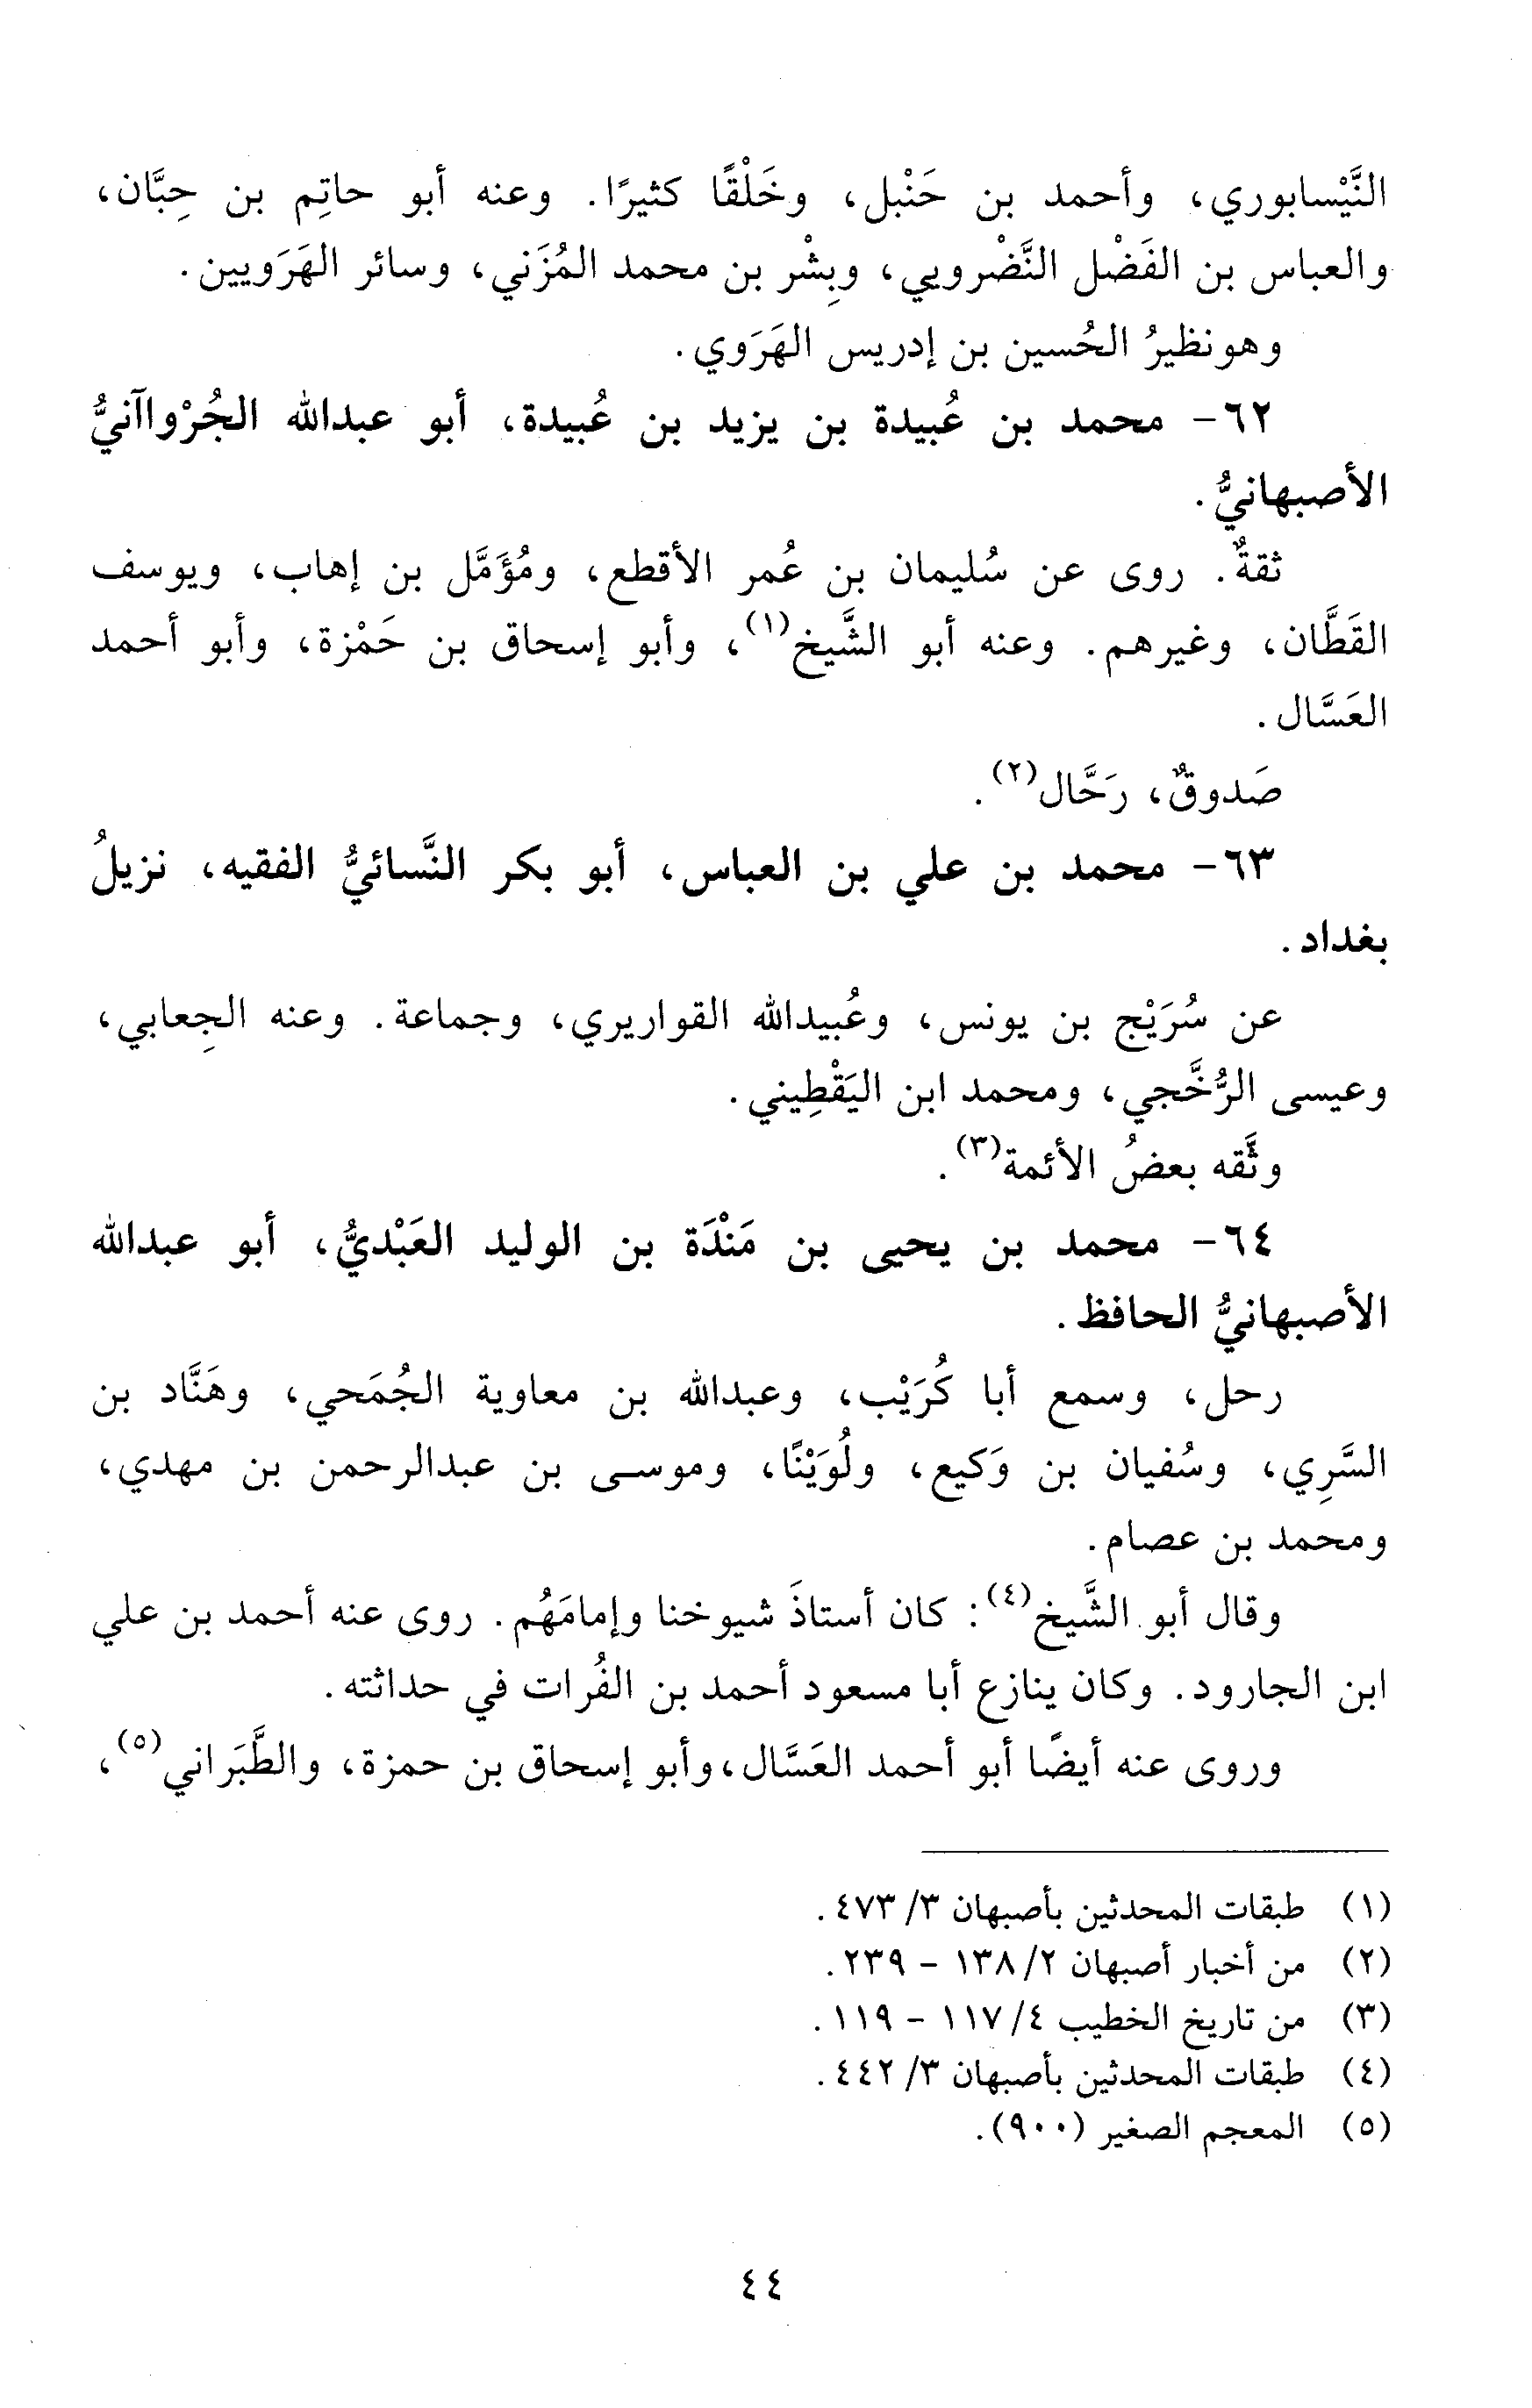 النَّيْسابوري، وأحمد بن حَنْبل، وخَلْقًا كثيرًا. وعنه أبو حاتِم بن حِبَّان،
والعباس بن الفَضْل النَّضْرويي، وبِشْر بن محمد المُزَني، وسائر الهَرَويين.
وهونظيرُ الحُسين بن إدريس الهَرَوي.
٦٢- محمد بن عُبيدة بن يزيد بن عُبيدة، أبو عبدالله الجُرْواآنيُّ
الأصبهانيُّ.
ثقةٌ. روى عن سُليمان بن عُمر الأقطع، ومُؤَمَّل بن إهاب، ويوسف
القَطَّان، وغيرهم. وعنه أبو الشَّيخ(١)، وأبو إسحاق بن حَمْزة، وأبو أحمد
العَسَّال.
صَدوقٌ، رَحَّال(٢).
٦٣- محمد بن علي بن العباس، أبو بكر النَّسائيُّ الفقيه، نزيلُ
بغداد.
عن سُرَيْج بن يونس، وعُبيدالله القواريري، وجماعة. وعنه الجِعابي،
وعيسى الرُّخَّجي، ومحمد ابن اليَقْطِيني.
وثَّقه بعضُ الأئمة(٣).
٦٤- محمد بن يحيى بن مَنْدَة بن الوليد العَبْديُّ، أبو عبدالله
الأصبهانيُّ الحافظ.
رحل، وسمع أبا كُرَيْب، وعبدالله بن معاوية الجُمَحي، وهَنَّاد بن
السَّرِي، وسُفيان بن وَكيع، ولُوَيْنًا، وموسى بن عبدالرحمن بن مهدي،
ومحمد بن عصام.
وقال أبو الشَّيخ(٤): كان أستاذَ شيوخنا وإمامَهُم. روى عنه أحمد بن علي
ابن الجارود. وكان ينازع أبا مسعود أحمد بن الفُرات في حداثته.
وروى عنه أيضًا أبو أحمد العَسَّال، وأبو إسحاق بن حمزة، والطَّبَراني(٥)،
(١) طبقات المحدثين بأصبهان ٣/ ٤٧٣.
(٢) من أخبار أصبهان ٢/ ١٣٨ - ٢٣٩.
(٣) من تاريخ الخطيب ٤/ ١١٧ - ١١٩.
(٤) طبقات المحدثين بأصبهان ٣/ ٤٤٢.
(٥) المعجم الصغير (٩٠٠).
٤٤